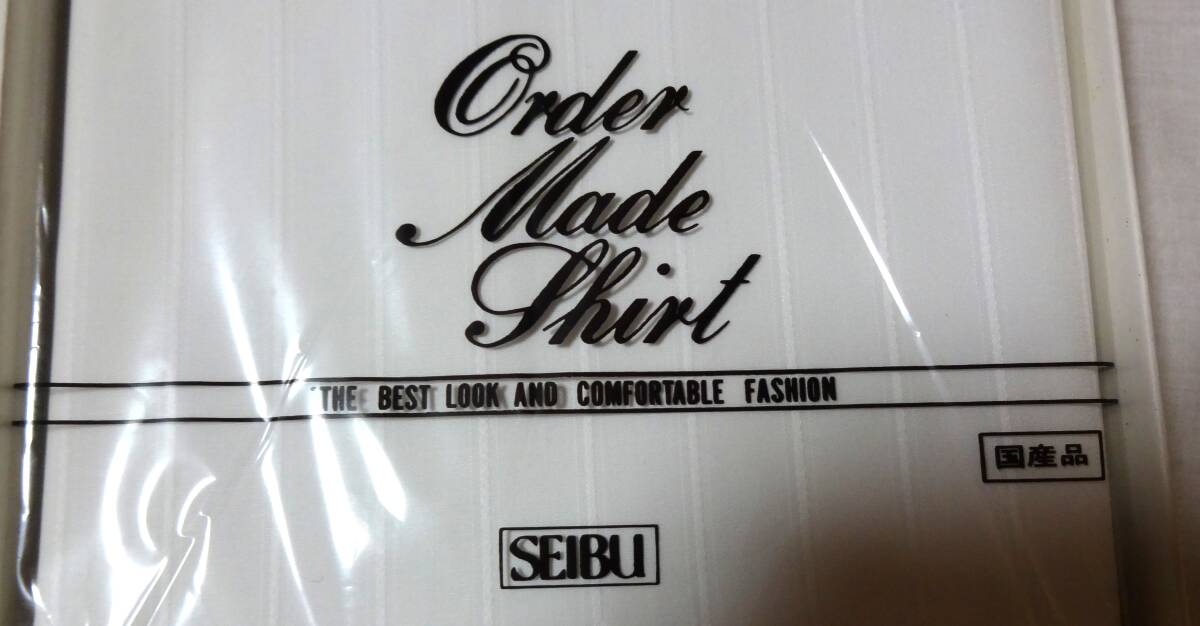 Order
Made
Shirt
THE BEST LOOK AND COMFORTABLE FASHION
国産品
SEIBU